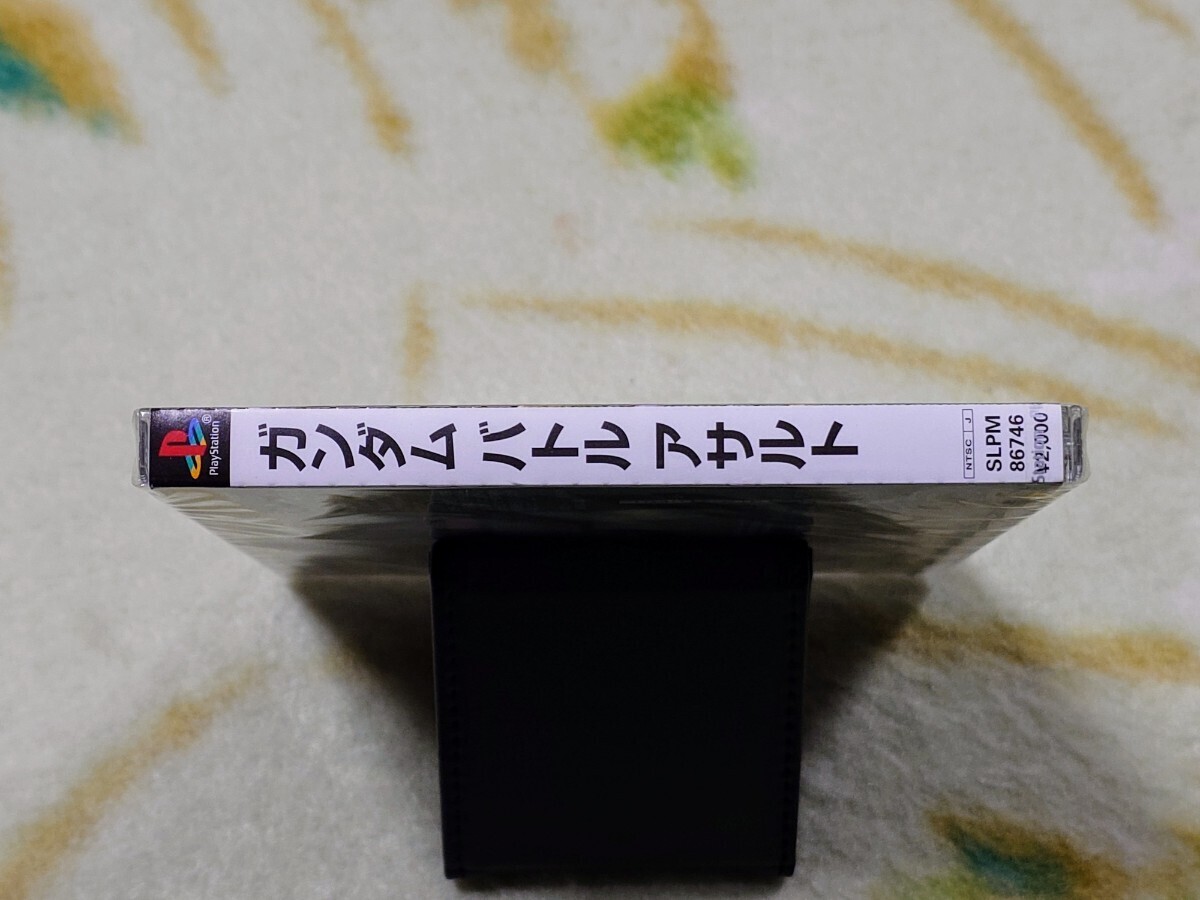 PlayStation®
ガンダム バトル アサルト
NTSC J
SLPM
86746
¥2,000